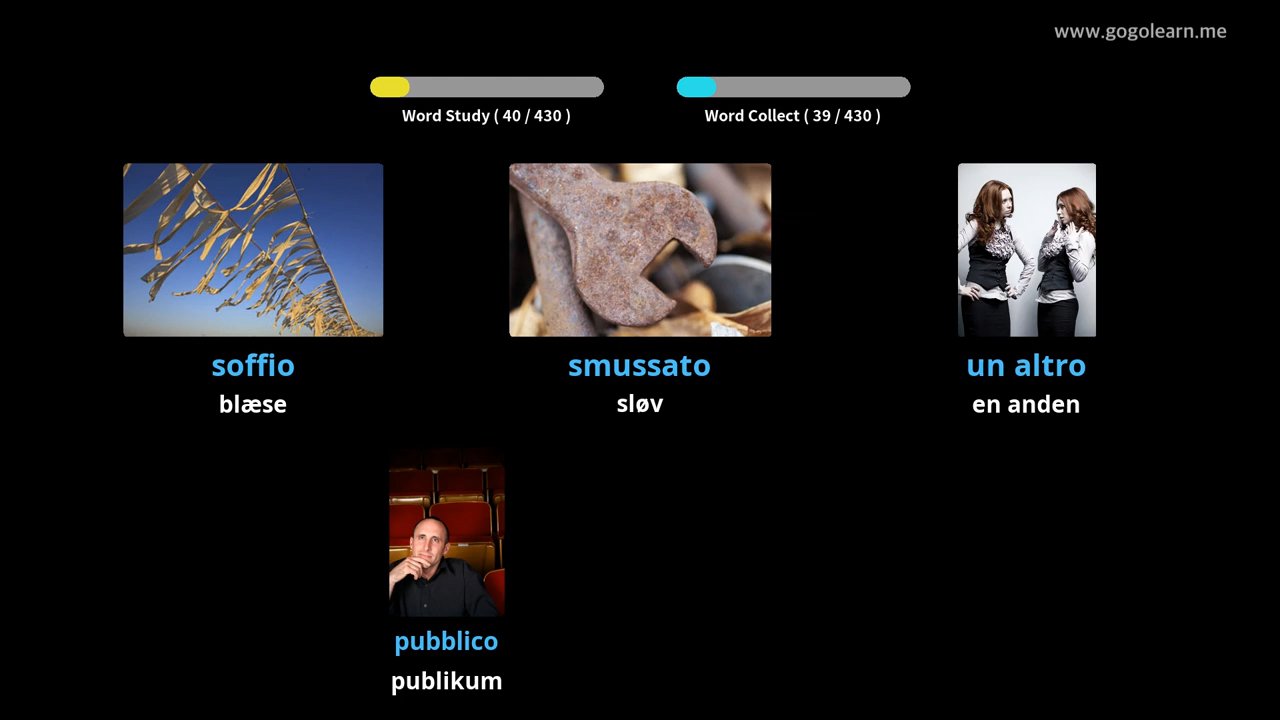 www.gogolearn.me
Word Study ( 40 / 430 )
Word Collect ( 39 / 430 )
soffio
blæse
smussato
sløv
un altro
en anden
pubblico
publikum